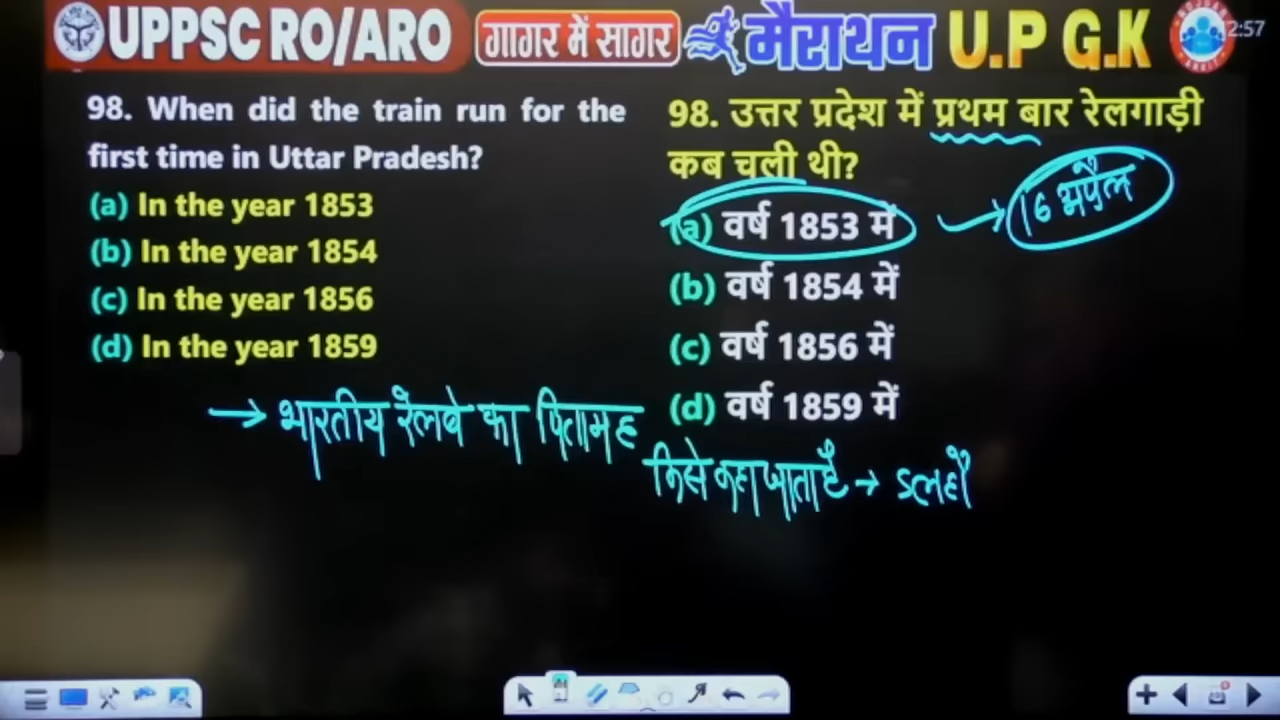 UPPSC RO/ARO गागर में सागर मैराथन U.P G.K
2:57
98. When did the train run for the
first time in Uttar Pradesh?
(a) In the year 1853
(b) In the year 1854
(c) In the year 1856
(d) In the year 1859
98. उत्तर प्रदेश में प्रथम बार रेलगाड़ी
कब चली थी?
(a) वर्ष 1853 में
16 अप्रैल
(b) वर्ष 1854 में
(c) वर्ष 1856 में
(d) वर्ष 1859 में
→ भारतीय रेलवे का पितामह
किसे कहा जाता है → डलहौ